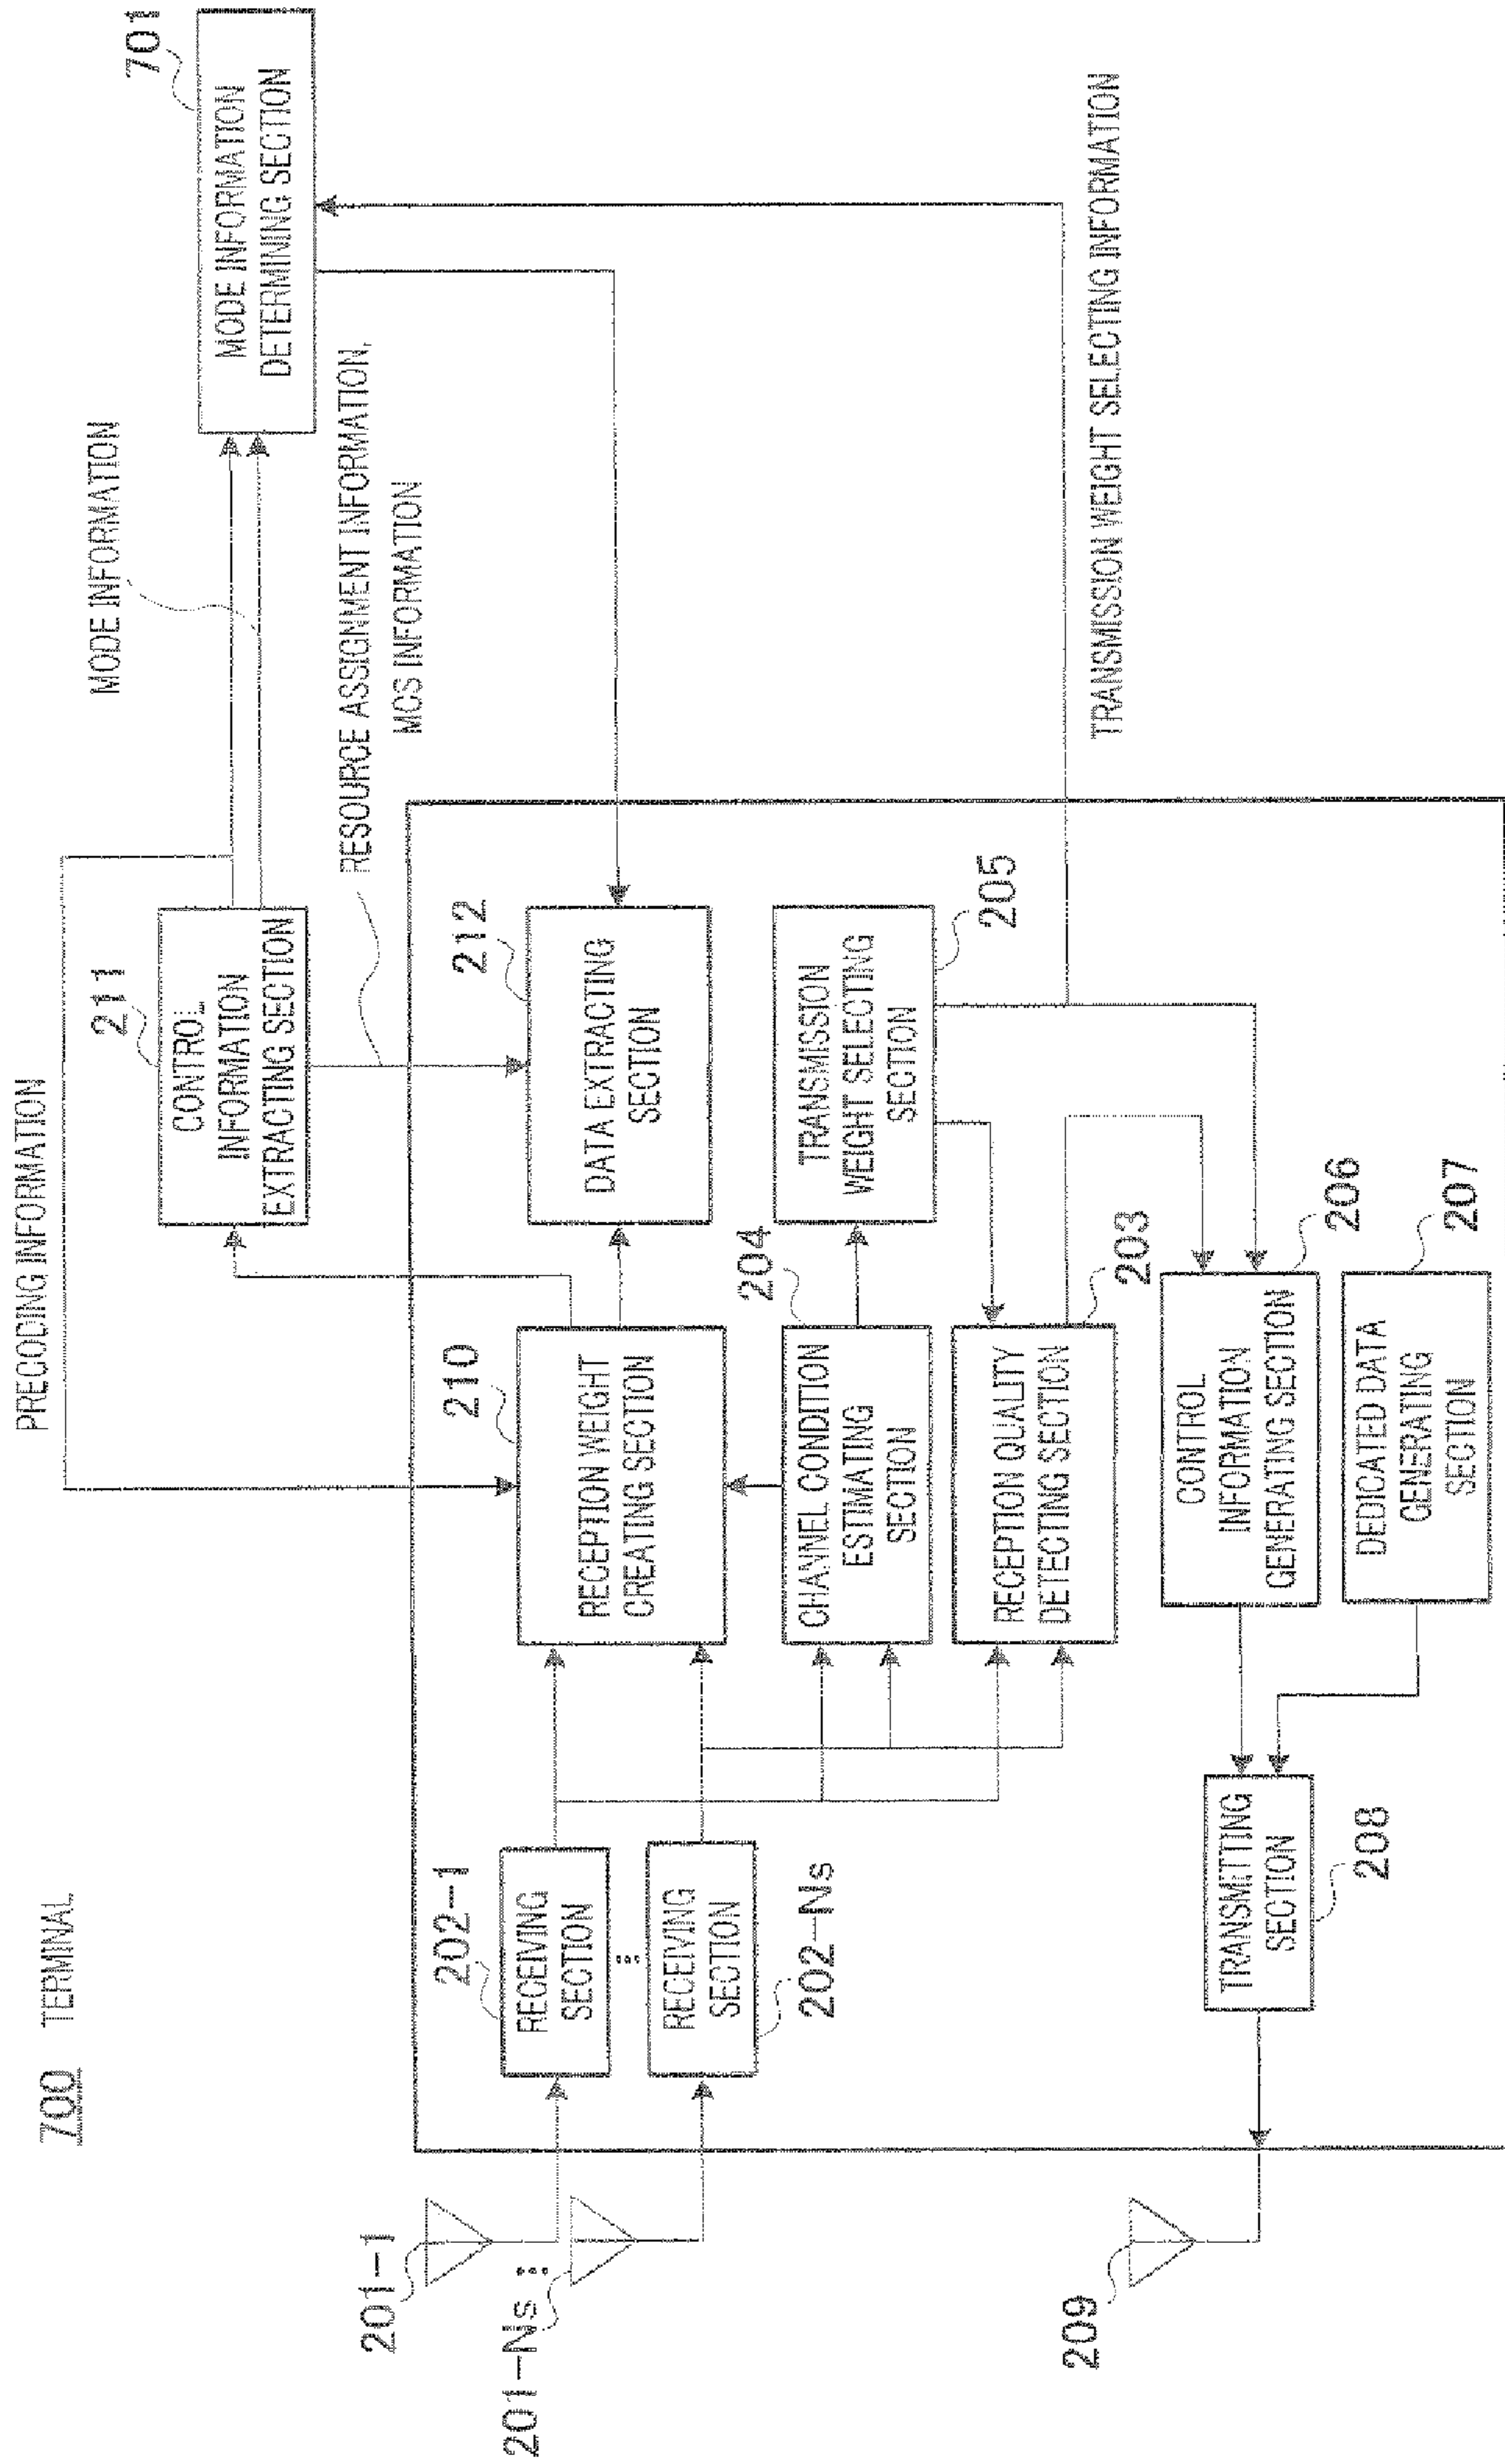 700 TERMINAL
PRECODING INFORMATION
211
CONTROL
INFORMATION
EXTRACTING SECTION
MODE INFORMATION
701
MODE INFORMATION
DETERMINING SECTION
RESOURCE ASSIGNMENT INFORMATION,
MCS INFORMATION
201-1
201-Ns
202-1
RECEIVING
SECTION
RECEIVING
SECTION
202-Ns
210
RECEPTION WEIGHT
CREATING SECTION
212
DATA EXTRACTING
SECTION
204
CHANNEL CONDITION
ESTIMATING
SECTION
TRANSMISSION
WEIGHT SELECTING
SECTION
205
RECEPTION QUALITY
DETECTING SECTION
203
TRANSMISSION WEIGHT SELECTING INFORMATION
CONTROL
INFORMATION
GENERATING SECTION
206
DEDICATED DATA
GENERATING
SECTION
207
TRANSMITTING
SECTION
208
209